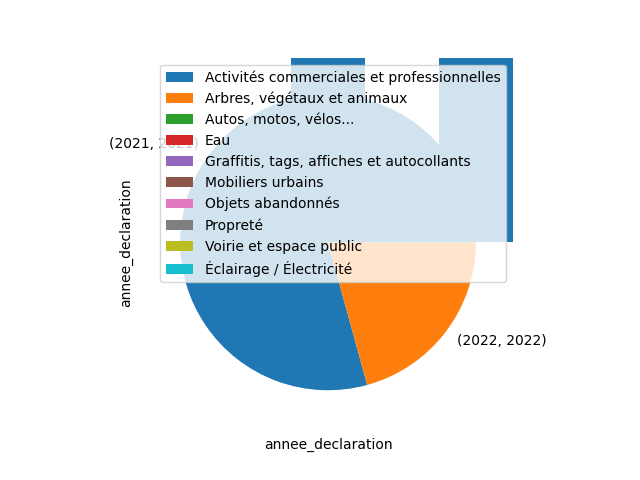 Activités commerciales et professionnelles
Arbres, végétaux et animaux
Autos, motos, vélos...
(2021, 2021)
Eau
Graffitis, tags, affiches et autocollants
Mobiliers urbains
Objets abandonnés
Propreté
Voirie et espace public
Éclairage / Électricité
annee_declaration
(2022, 2022)
annee_declaration